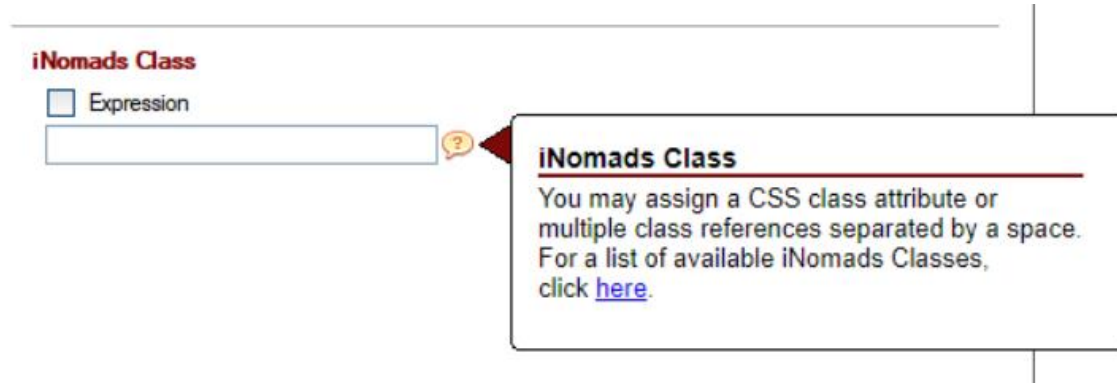 iNomads Class
Expression
?
iNomads Class
You may assign a CSS class attribute or
multiple class references separated by a space.
For a list of available iNomads Classes,
click here.